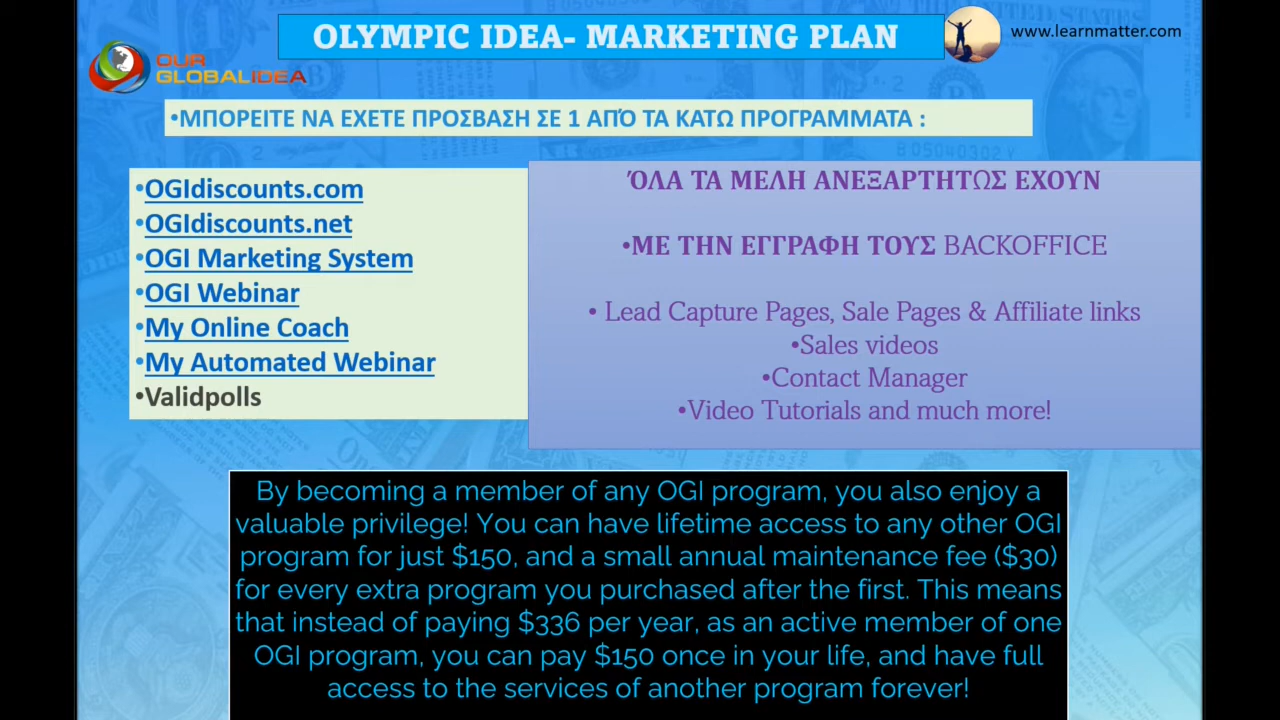 OLYMPIC IDEA- MARKETING PLAN
www.learnmatter.com
OUR
GLOBALIDEA
•ΜΠΟΡΕΙΤΕ ΝΑ ΕΧΕΤΕ ΠΡΟΣΒΑΣΗ ΣΕ 1 ΑΠΌ ΤΑ ΚΑΤΩ ΠΡΟΓΡΑΜΜΑΤΑ :
•OGIdiscounts.com
•OGIdiscounts.net
•OGI Marketing System
•OGI Webinar
•My Online Coach
•My Automated Webinar
•Validpolls
ΌΛΑ ΤΑ ΜΕΛΗ ΑΝΕΞΑΡΤΗΤΩΣ ΕΧΟΥΝ
•ΜΕ ΤΗΝ ΕΓΓΡΑΦΗ ΤΟΥΣ BACKOFFICE
• Lead Capture Pages, Sale Pages & Affiliate links
•Sales videos
•Contact Manager
•Video Tutorials and much more!
By becoming a member of any OGI program, you also enjoy a
valuable privilege! You can have lifetime access to any other OGI
program for just $150, and a small annual maintenance fee ($30)
for every extra program you purchased after the first. This means
that instead of paying $336 per year, as an active member of one
OGI program, you can pay $150 once in your life, and have full
access to the services of another program forever!